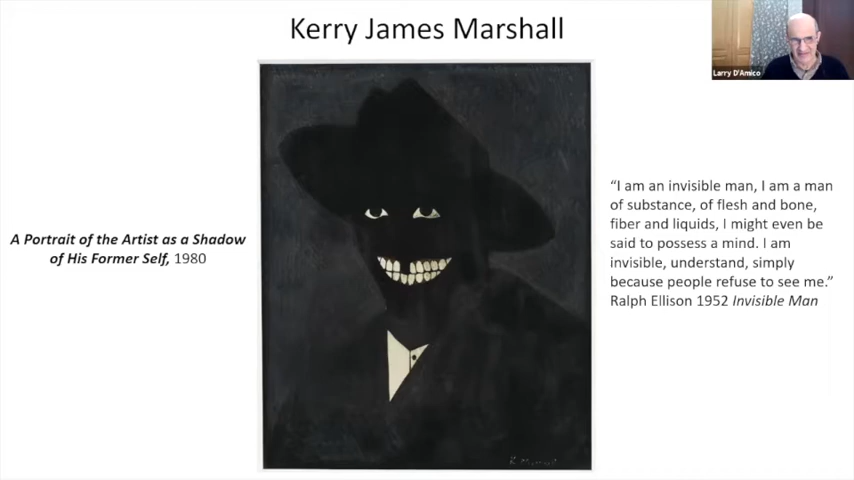 Kerry James Marshall
Larry D'Amico
A Portrait of the Artist as a Shadow
of His Former Self, 1980
“I am an invisible man, I am a man
of substance, of flesh and bone,
fiber and liquids, I might even be
said to possess a mind. I am
invisible, understand, simply
because people refuse to see me.”
Ralph Ellison 1952 Invisible Man